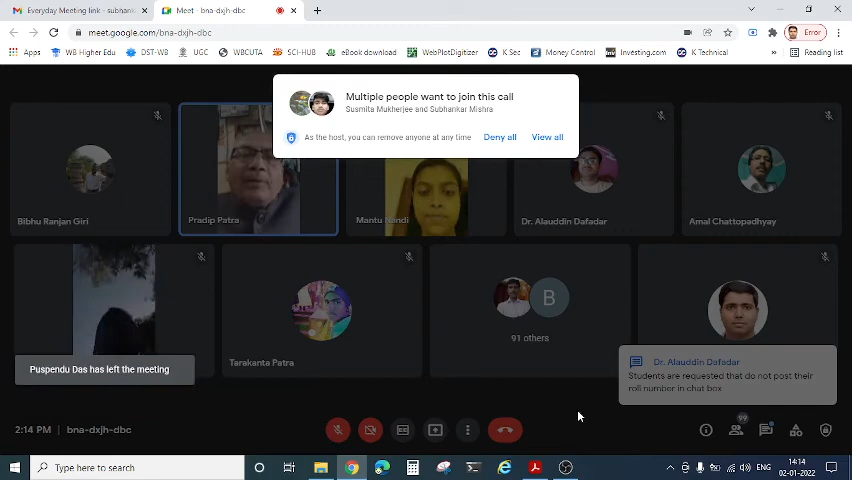 Everyday Meeting link - subhank
Meet - bna-dxjh-dbc
meet.google.com/bna-dxjh-dbc
Error
Apps
WB Higher Edu
DST-WB
UGC
WBCUTA
SCI-HUB
eBook download
WebPlotDigitizer
K Sec
Money Control
Investing.com
K Technical
»
Reading list
Multiple people want to join this call
Susmita Mukherjee and Subhankar Mishra
As the host, you can remove anyone at any time
Deny all
View all
Bibhu Ranjan Giri
Pradip Patra
Mantu Nandi
Dr. Alauddin Dafadar
Amal Chattopadhyay
B
91 others
Tarakanta Patra
Puspendu Das has left the meeting
Dr. Alauddin Dafadar
Students are requested that do not post their
roll number in chat box
2:14 PM | bna-dxjh-dbc
99
Type here to search
ENG
14:14
02-01-2022